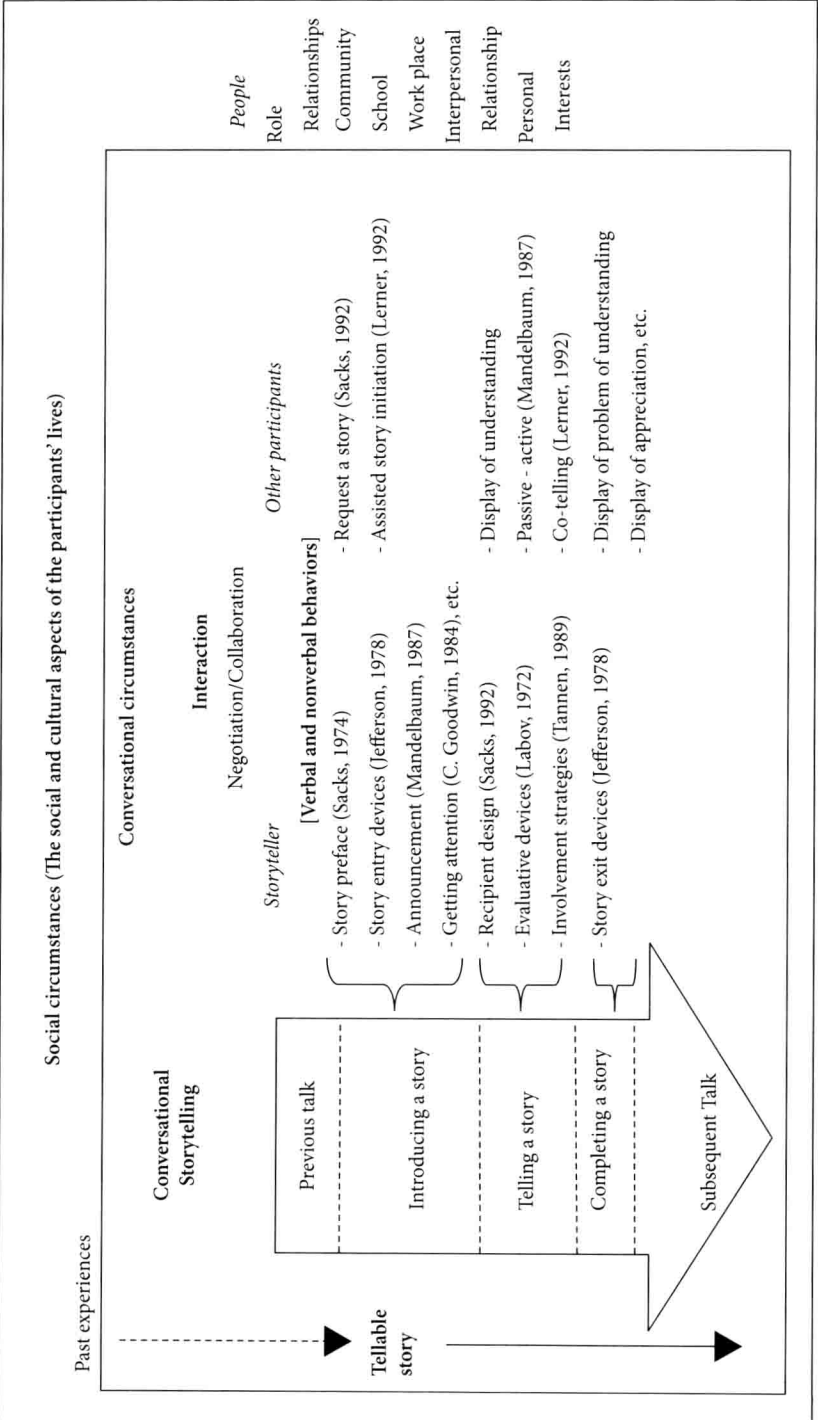 Social circumstances (The social and cultural aspects of the participants' lives)
Past experiences
Conversational circumstances
Conversational
Storytelling
Interaction
Negotiation/Collaboration
Storyteller
Other participants
[Verbal and nonverbal behaviors]
Tellable
story
Previous talk
Introducing a story
Telling a story
Completing a story
Subsequent Talk
- Story preface (Sacks, 1974)
- Story entry devices (Jefferson, 1978)
- Announcement (Mandelbaum, 1987)
- Getting attention (C. Goodwin, 1984), etc.
- Recipient design (Sacks, 1992)
- Evaluative devices (Labov, 1972)
- Involvement strategies (Tannen, 1989)
- Story exit devices (Jefferson, 1978)
- Request a story (Sacks, 1992)
- Assisted story initiation (Lerner, 1992)
- Display of understanding
- Passive - active (Mandelbaum, 1987)
- Co-telling (Lerner, 1992)
- Display of problem of understanding
- Display of appreciation, etc.
People
Role
Relationships
Community
School
Work place
Interpersonal
Relationship
Personal
Interests